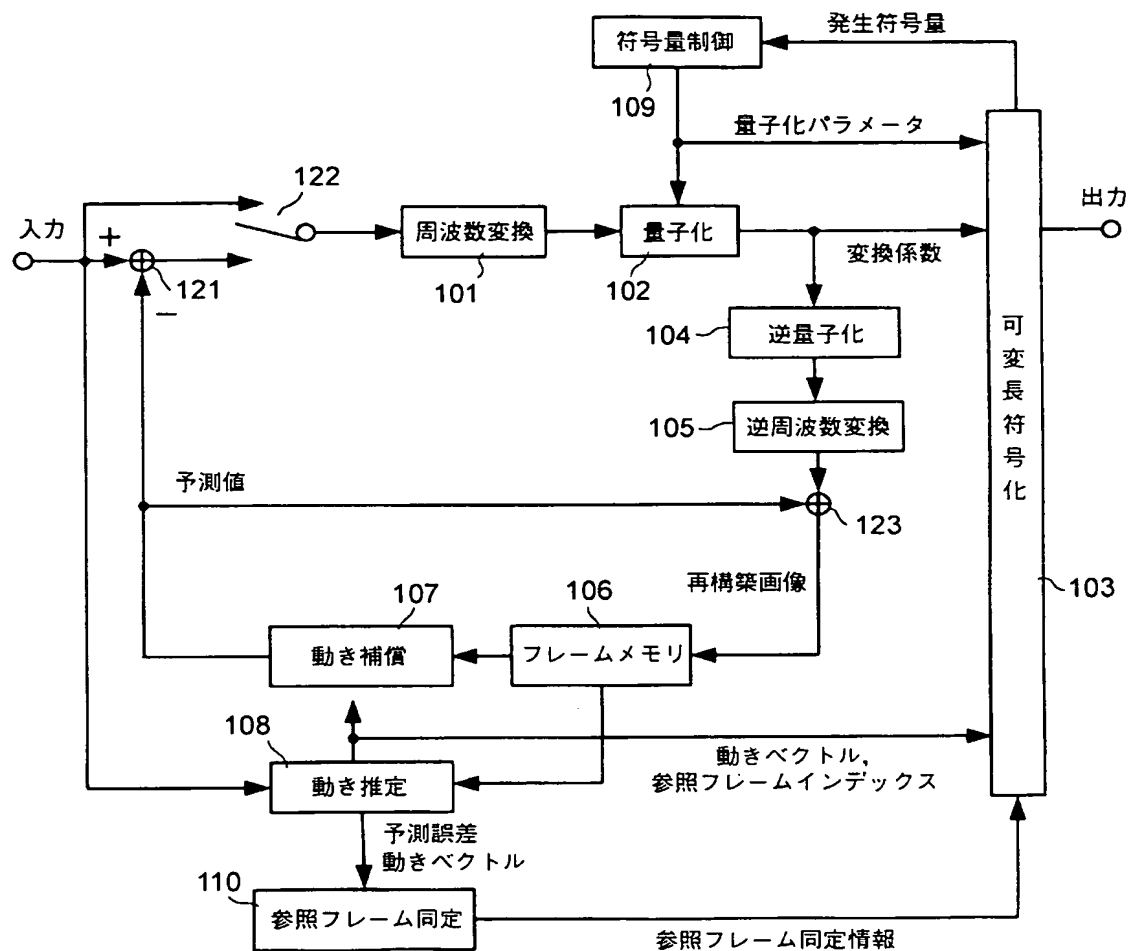 符号量制御
発生符号量
109
量子化パラメータ
122
入力
出力
+
周波数変換
量子化
121
101
102
変換係数
−
104
逆量子化
可変長符号化
105
逆周波数変換
予測値
123
再構築画像
103
107
106
動き補償
フレームメモリ
108
動きベクトル,
参照フレームインデックス
動き推定
予測誤差
動きベクトル
110
参照フレーム同定
参照フレーム同定情報